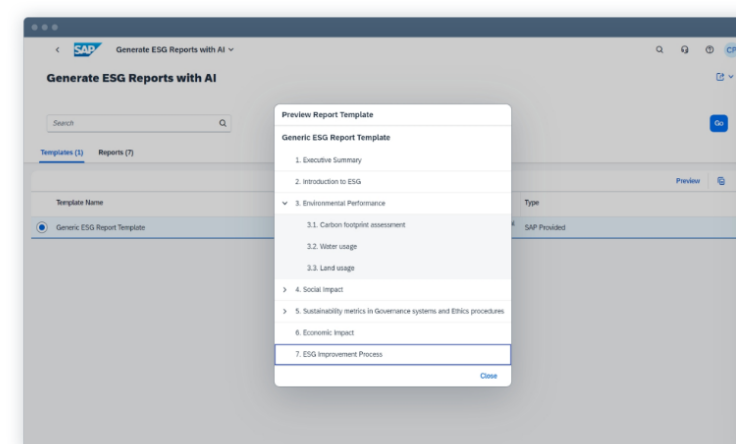 SAP
Generate ESG Reports with AI
CP
Generate ESG Reports with AI
Search
Go
Templates (1) Reports (7)
Preview
Template Name
Type
Generic ESG Report Template
SAP Provided
Preview Report Template
Generic ESG Report Template
1. Executive Summary
2. Introduction to ESG
3. Environmental Performance
3.1. Carbon footprint assessment
3.2. Water usage
3.3. Land usage
4. Social Impact
5. Sustainability metrics in Governance systems and Ethics procedures
6. Economic Impact
7. ESG Improvement Process
Close